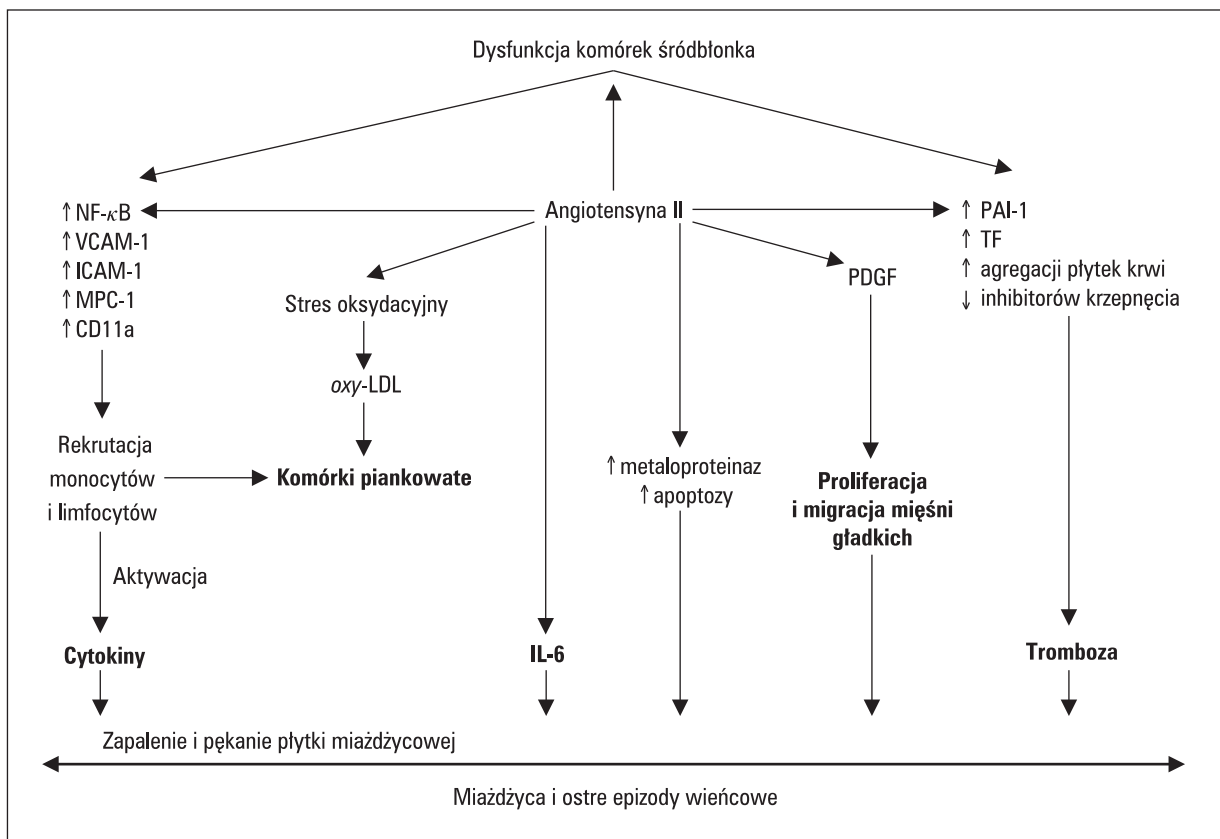 Dysfunkcja komórek śródbłonka
↑ NF-κB
↑ VCAM-1
↑ ICAM-1
↑ MPC-1
↑ CD11a
Angiotensyna II
↑ PAI-1
↑ TF
↑ agregacji płytek krwi
↓ inhibitorów krzepnęcia
Stres oksydacyjny
oxy-LDL
PDGF
Rekrutacja
monocytów
i limfocytów
Komórki piankowate
↑ metaloproteinaz
↑ apoptozy
Proliferacja
i migracja mięśni
gładkich
Aktywacja
Cytokiny
IL-6
Tromboza
Zapalenie i pękanie płytki miażdżycowej
Miażdżyca i ostre epizody wieńcowe